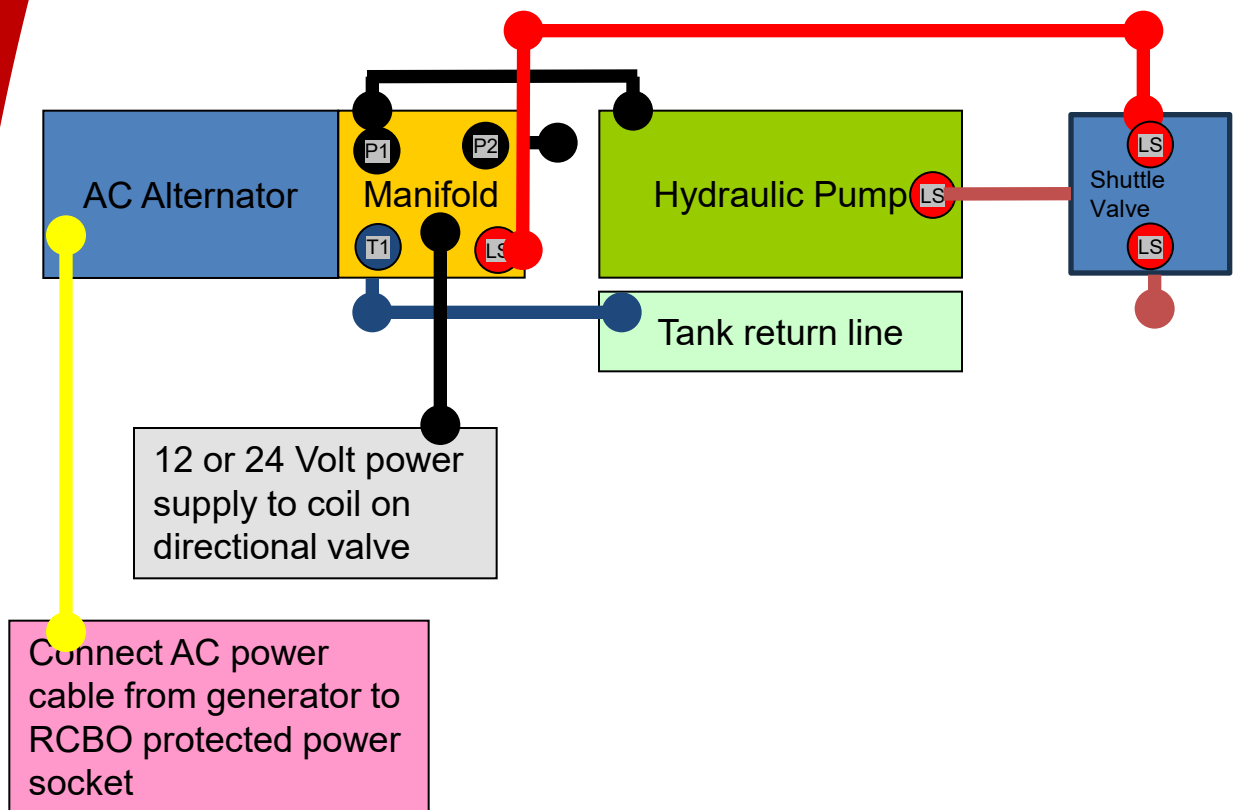 P1
P2
LS
AC Alternator
Manifold
Hydraulic Pump
LS
Shuttle
Valve
T1
LS
LS
Tank return line
12 or 24 Volt power
supply to coil on
directional valve
Connect AC power
cable from generator to
RCBO protected power
socket